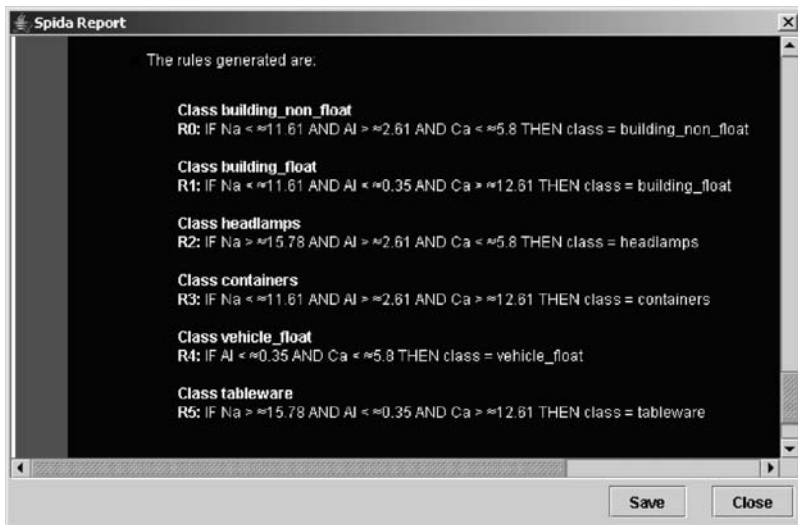 Spida Report
The rules generated are:
Class building_non_float
R0: IF Na < ≈11.61 AND Al > ≈2.61 AND Ca < ≈5.8 THEN class = building_non_float
Class building_float
R1: IF Na < ≈11.61 AND Al < ≈0.35 AND Ca > ≈12.61 THEN class = building_float
Class headlamps
R2: IF Na > ≈15.78 AND Al > ≈2.61 AND Ca < ≈5.8 THEN class = headlamps
Class containers
R3: IF Na < ≈11.61 AND Al > ≈2.61 AND Ca > ≈12.61 THEN class = containers
Class vehicle_float
R4: IF Al < ≈0.35 AND Ca < ≈5.8 THEN class = vehicle_float
Class tableware
R5: IF Na > ≈15.78 AND Al < ≈0.35 AND Ca > ≈12.61 THEN class = tableware
Save Close